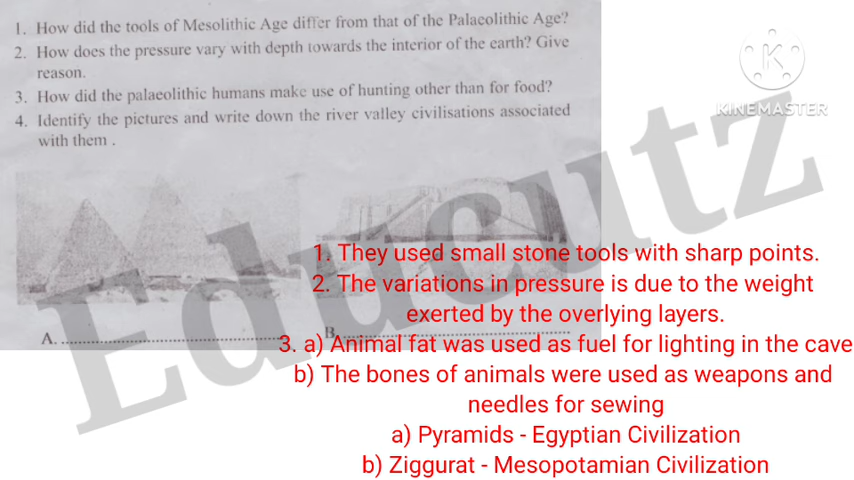 1. How did the tools of Mesolithic Age differ from that of the Palaeolithic Age?
2. How does the pressure vary with depth towards the interior of the earth? Give
reason.
3. How did the palaeolithic humans make use of hunting other than for food?
4. Identify the pictures and write down the river valley civilisations associated
with them .
KINEMASTER
Educutz
A. ..........................................
B. ..........................................
1. They used small stone tools with sharp points.
2. The variations in pressure is due to the weight
exerted by the overlying layers.
3. a) Animal fat was used as fuel for lighting in the cave
b) The bones of animals were used as weapons and
needles for sewing
a) Pyramids - Egyptian Civilization
b) Ziggurat - Mesopotamian Civilization